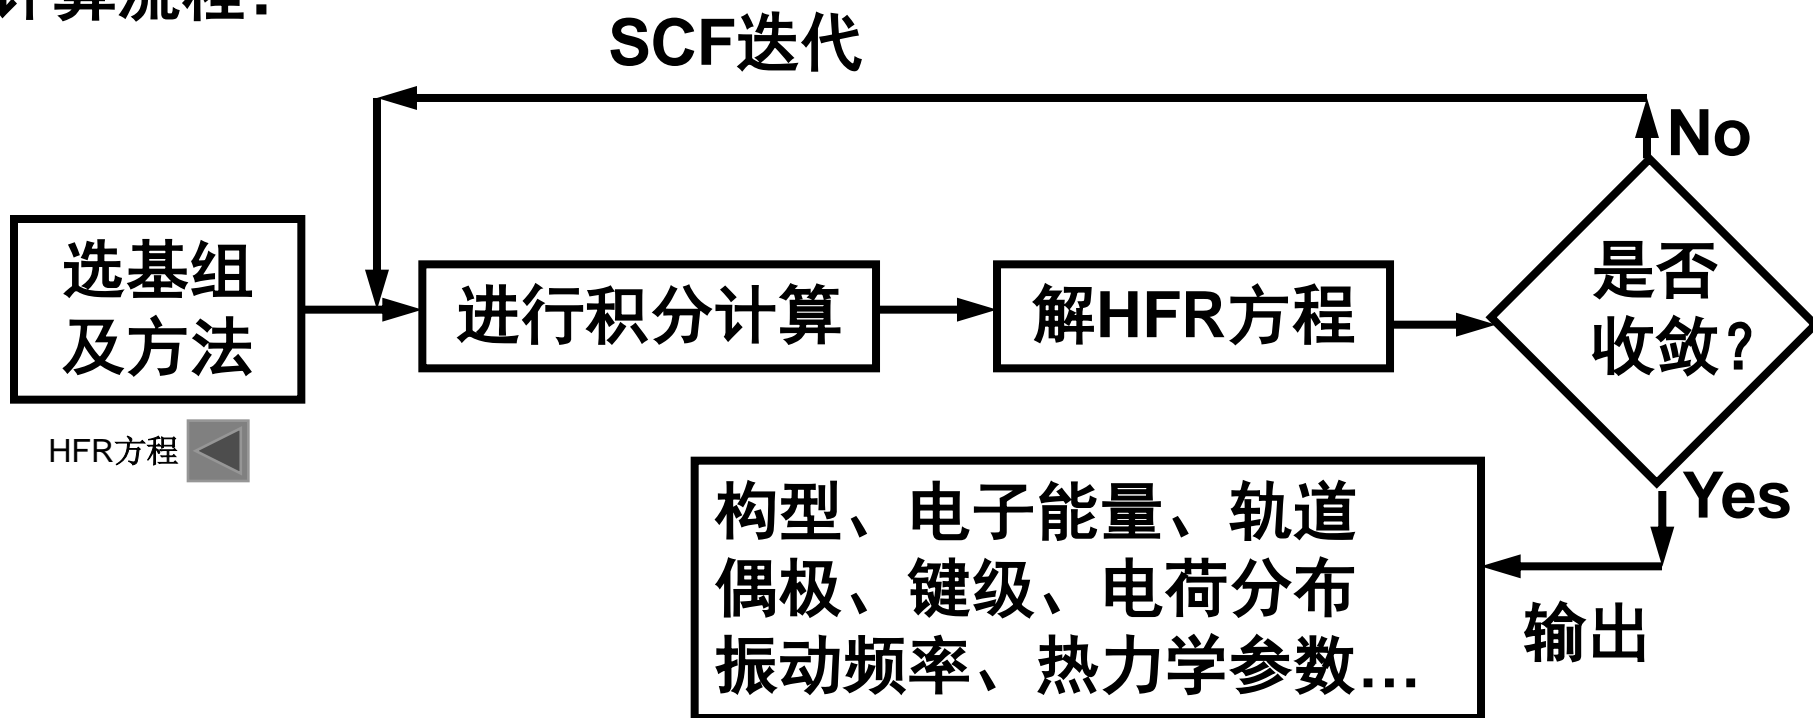 计算流程：
SCF迭代
No
选基组
及方法
进行积分计算
解HFR方程
是否
收敛？
HFR方程
Yes
构型、电子能量、轨道
偶极、键级、电荷分布
振动频率、热力学参数…
输出